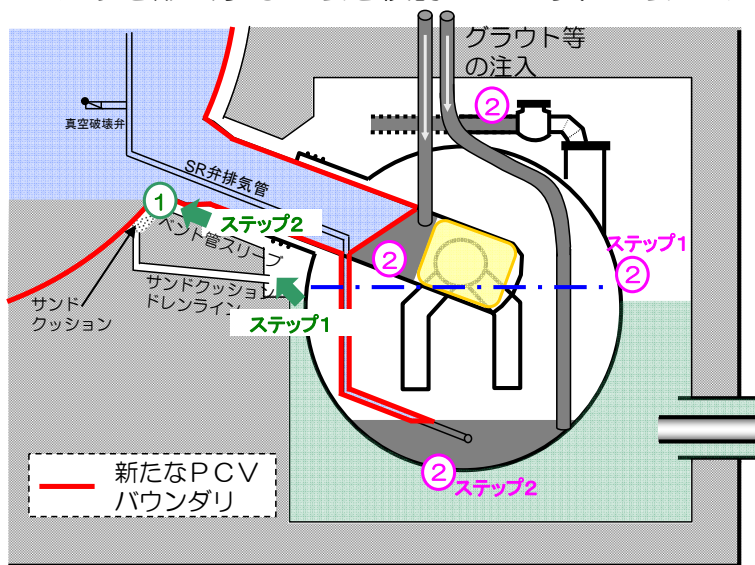 グラウト等
の注入
②
真空破壊弁
SR弁排気管
①
ステップ2
ベント管スリーブ
②
ステップ1
②
サンドクッション
ドレンライン
サンド
クッション
ステップ1
②
ステップ2
新たなPCV
バウンダリ